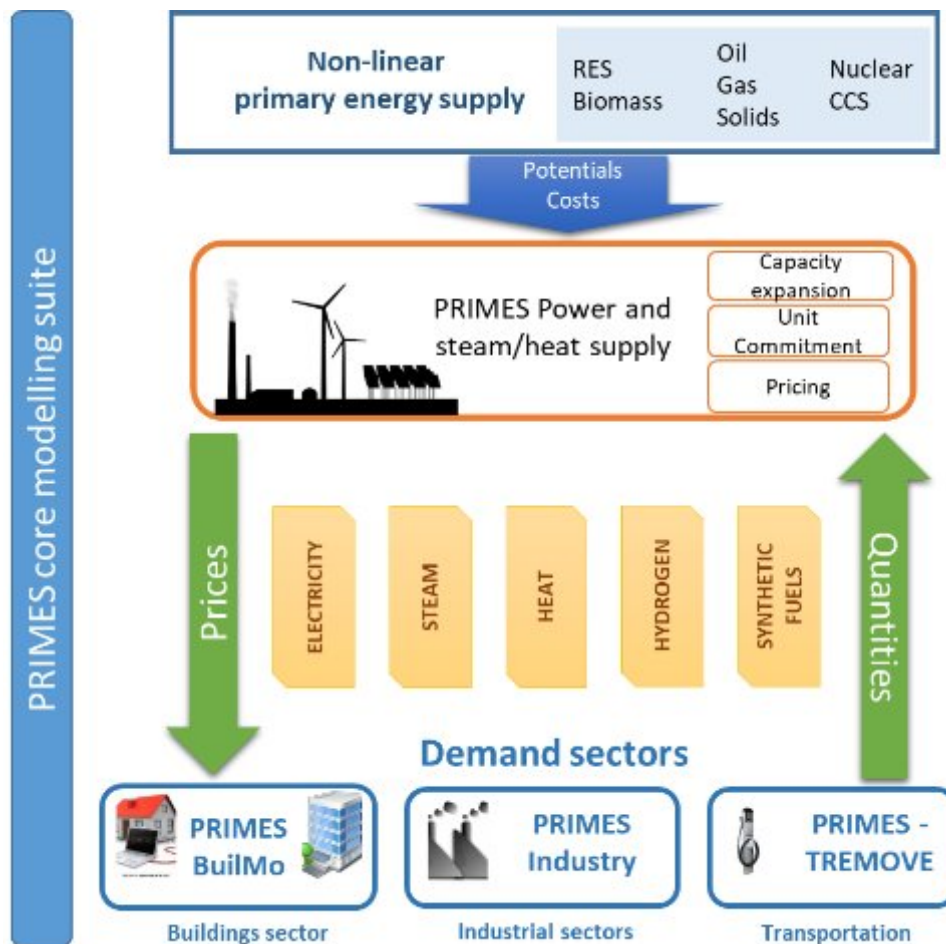 PRIMES core modelling suite
Non-linear
primary energy supply
RES
Biomass
Oil
Gas
Solids
Nuclear
CCS
Potentials
Costs
PRIMES Power and
steam/heat supply
Capacity
expansion
Unit
Commitment
Pricing
Prices
ELECTRICITY
STEAM
HEAT
HYDROGEN
SYNTHETIC
FUELS
Quantities
Demand sectors
PRIMES
BuilMo
PRIMES
Industry
PRIMES -
TREMOVE
Buildings sector
Industrial sectors
Transportation